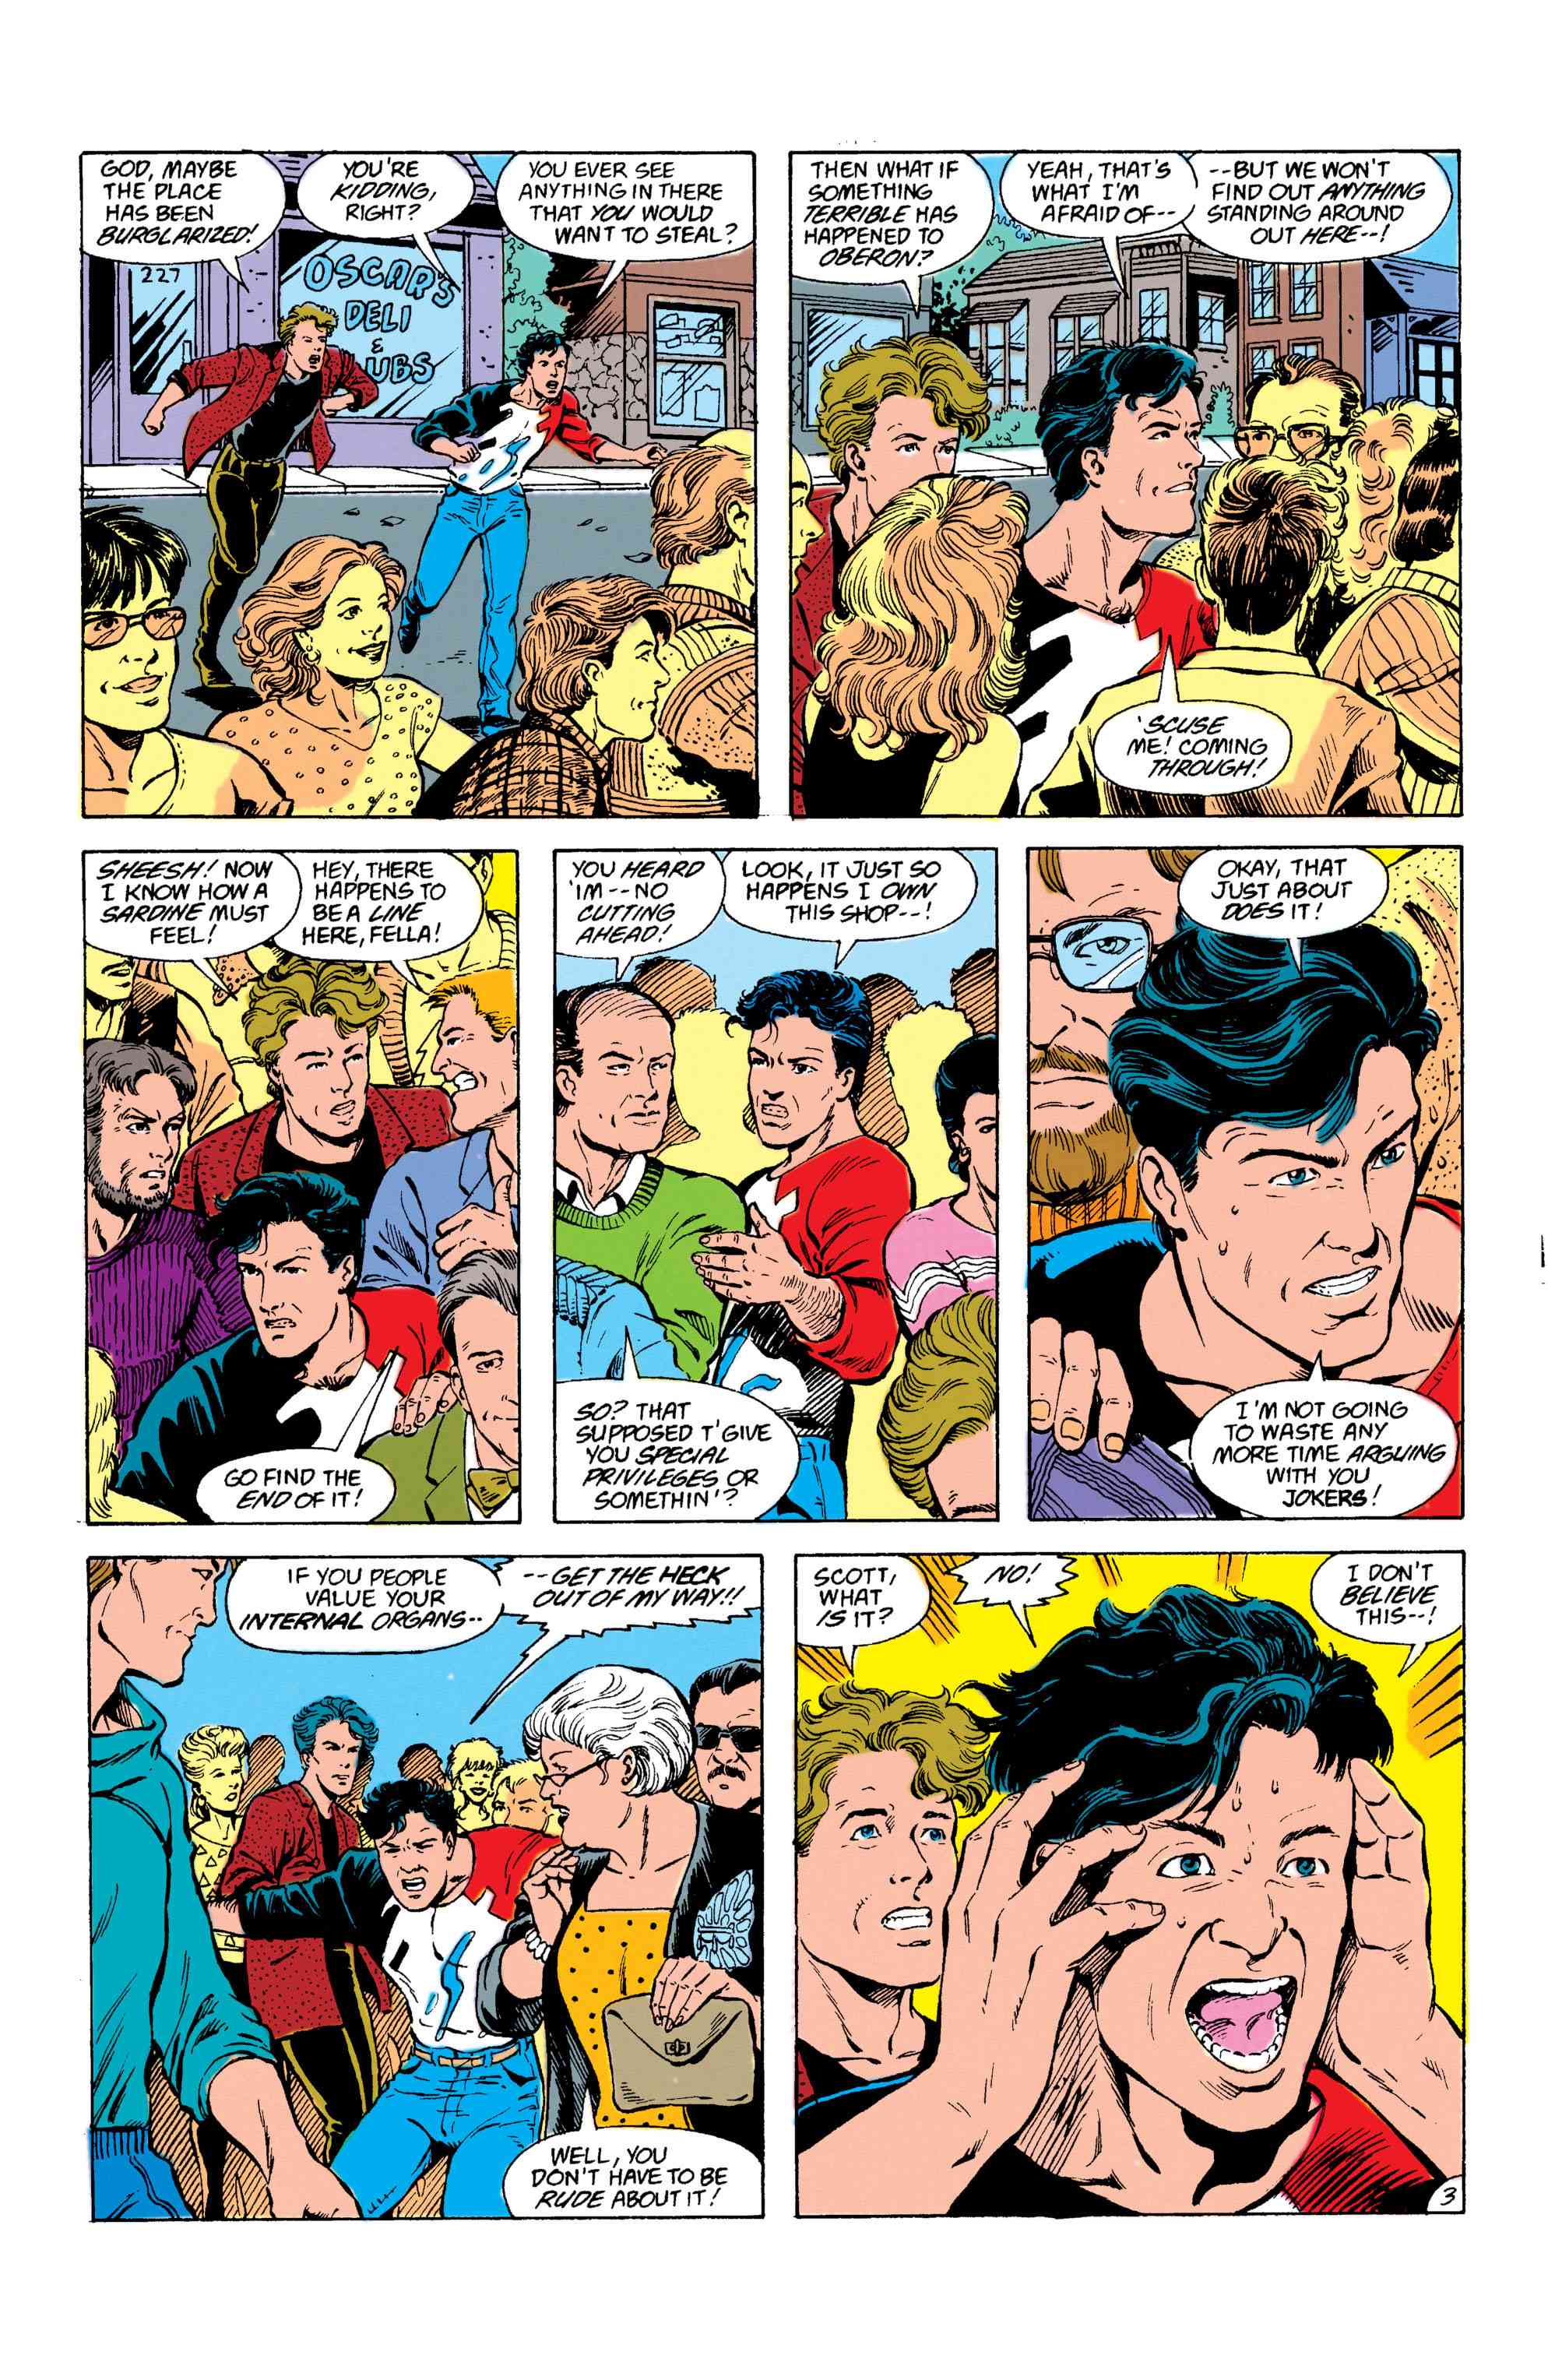 GOD, MAYBE
THE PLACE
HAS BEEN
BURGLARIZED!
YOU'RE
KIDDING,
RIGHT?
YOU EVER SEE
ANYTHING IN THERE
THAT YOU WOULD
WANT TO STEAL?
227
OSCAR'S
DELI
&
UBS
THEN WHAT IF
SOMETHING
TERRIBLE HAS
HAPPENED TO
OBERON?
YEAH, THAT'S
WHAT I'M
AFRAID OF--
--BUT WE WON'T
FIND OUT ANYTHING
STANDING AROUND
OUT HERE--!
'SCUSE
ME! COMING
THROUGH!
SHEESH! NOW
I KNOW HOW A
SARDINE MUST
FEEL!
HEY, THERE
HAPPENS TO
BE A LINE
HERE, FELLA!
GO FIND THE
END OF IT!
YOU HEARD
'IM--NO
CUTTING
AHEAD!
LOOK, IT JUST SO
HAPPENS I OWN
THIS SHOP--!
SO? THAT
SUPPOSED T'GIVE
YOU SPECIAL
PRIVILEGES OR
SOMETHIN'?
OKAY, THAT
JUST ABOUT
DOES IT!
I'M NOT GOING
TO WASTE ANY
MORE TIME ARGUING
WITH YOU
JOKERS!
IF YOU PEOPLE
VALUE YOUR
INTERNAL ORGANS--
--GET THE HECK
OUT OF MY WAY!!
WELL, YOU
DON'T HAVE TO BE
RUDE ABOUT IT!
SCOTT,
WHAT
IS IT?
NO!
I DON'T
BELIEVE
THIS--!
3